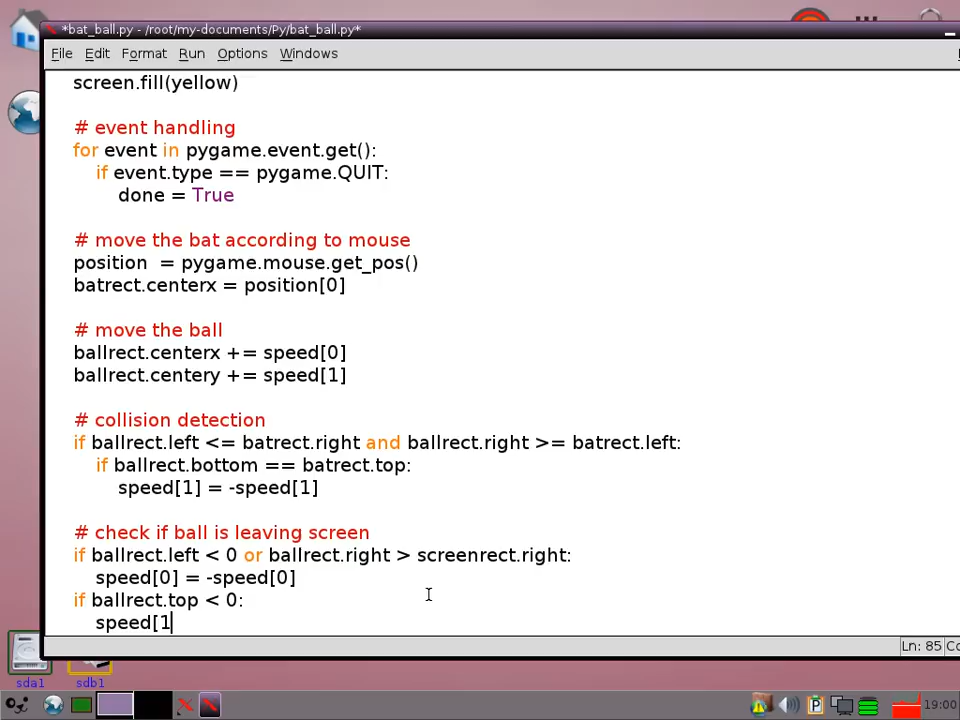 *bat_ball.py - /root/my-documents/Py/bat_ball.py*
File Edit Format Run Options Windows
screen.fill(yellow)
# event handling
for event in pygame.event.get():
if event.type == pygame.QUIT:
done = True
# move the bat according to mouse
position  = pygame.mouse.get_pos()
batrect.centerx = position[0]
# move the ball
ballrect.centerx += speed[0]
ballrect.centery += speed[1]
# collision detection
if ballrect.left <= batrect.right and ballrect.right >= batrect.left:
if ballrect.bottom == batrect.top:
speed[1] = -speed[1]
# check if ball is leaving screen
if ballrect.left < 0 or ballrect.right > screenrect.right:
speed[0] = -speed[0]
if ballrect.top < 0:
speed[1
Ln: 85 Co
sda1 sdb1
19:00